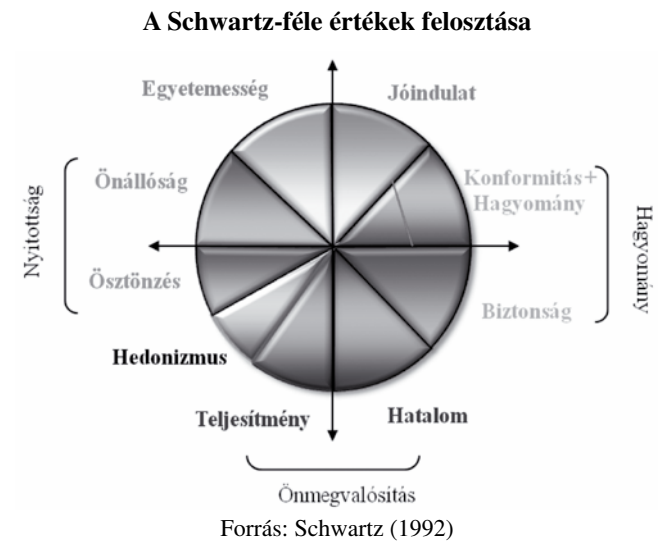 A Schwartz-féle értékek felosztása
Egyetemesség
Jóindulat
Nyitottság
Önállóság
Konformitás+
Hagyomány
Hagyomány
Ösztönzés
Biztonság
Hedonizmus
Teljesítmény
Hatalom
Önmegvalósítás
Forrás: Schwartz (1992)